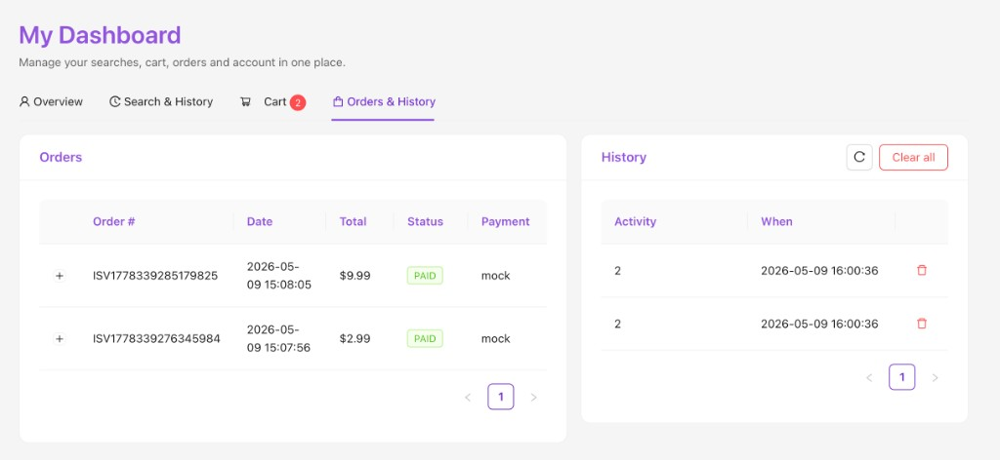 My Dashboard
Manage your searches, cart, orders and account in one place.
Overview Search & History Cart 2 Orders & History
Orders
Order # Date Total Status Payment
ISV1778339285179825 2026-05-09 15:08:05 $9.99 PAID mock
ISV1778339276345984 2026-05-09 15:07:56 $2.99 PAID mock
1
History Clear all
Activity When
2 2026-05-09 16:00:36
2 2026-05-09 16:00:36
1